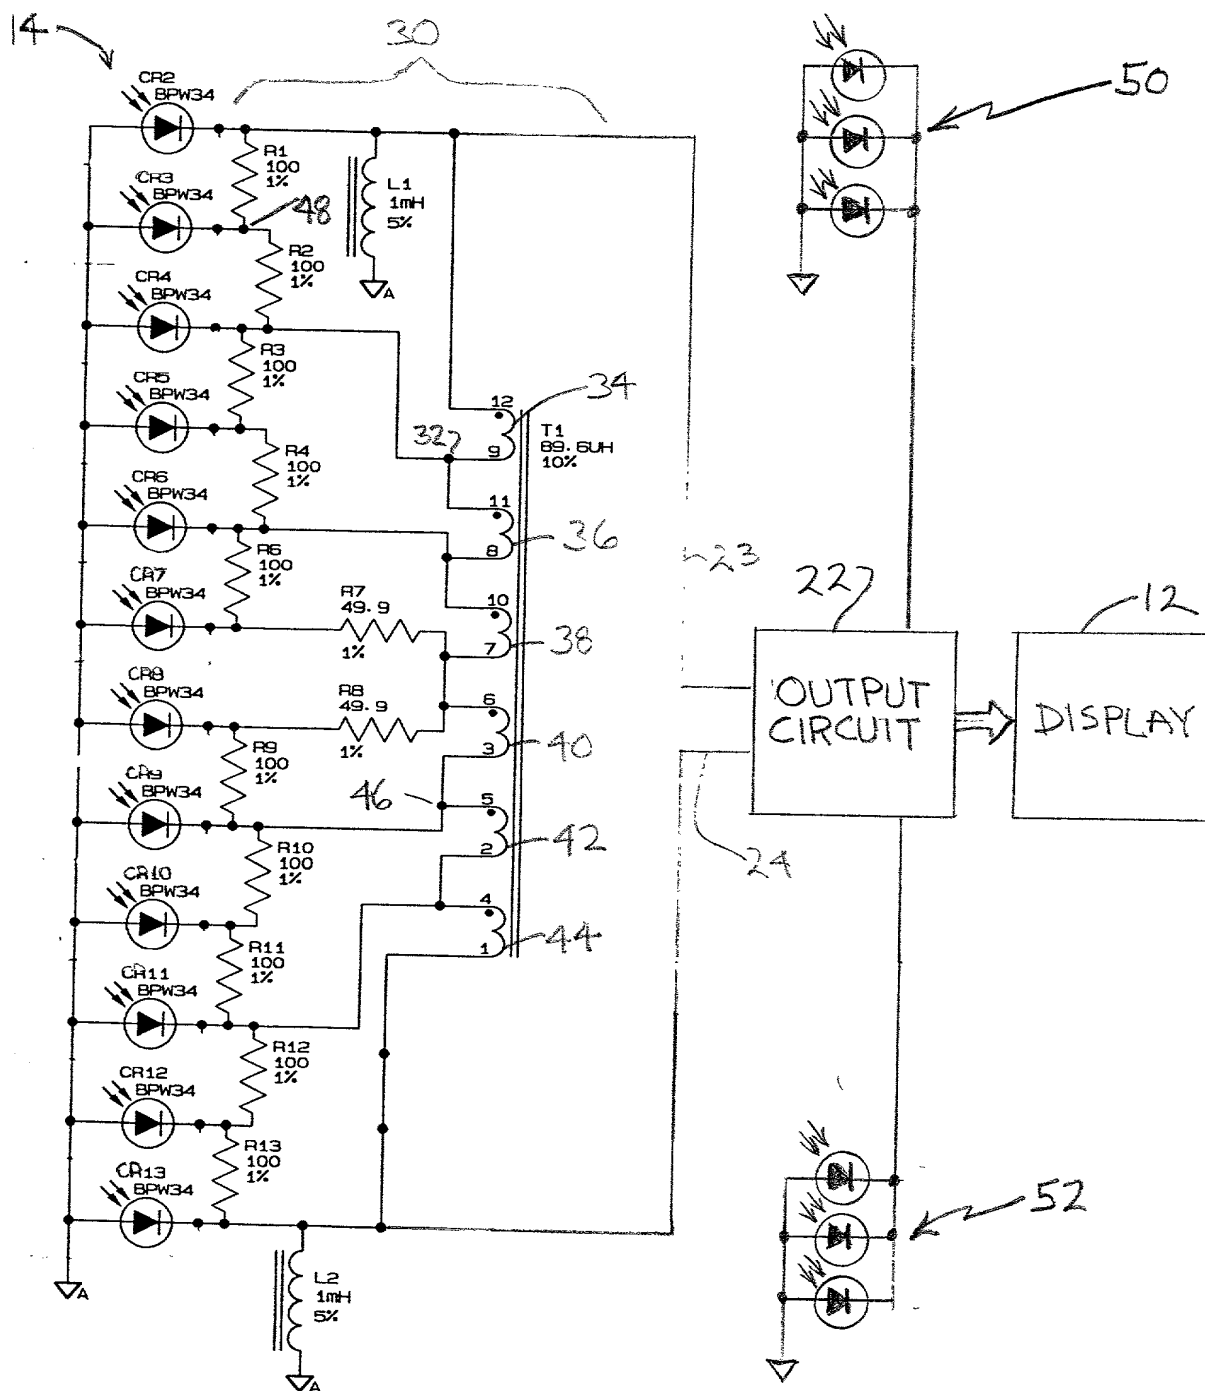 14
30
CR2
BPW34
R1
100
1%
CR3
BPW34
48
L1
1mH
5%
R2
100
1%
A
CR4
BPW34
R3
100
1%
CR5
BPW34
R4
100
1%
CR6
BPW34
R6
100
1%
CR7
BPW34
R7
49.9
1%
CR8
BPW34
R8
49.9
1%
R9
100
1%
CR9
BPW34
R10
100
1%
CR10
BPW34
R11
100
1%
CR11
BPW34
R12
100
1%
CR12
BPW34
R13
100
1%
CR13
BPW34
A
L2
1mH
5%
A
12
34
T1
89.6UH
10%
32
9
11
36
8
10
38
7
6
40
3
46
5
42
2
4
44
1
23
24
50
22
OUTPUT
CIRCUIT
12
DISPLAY
52